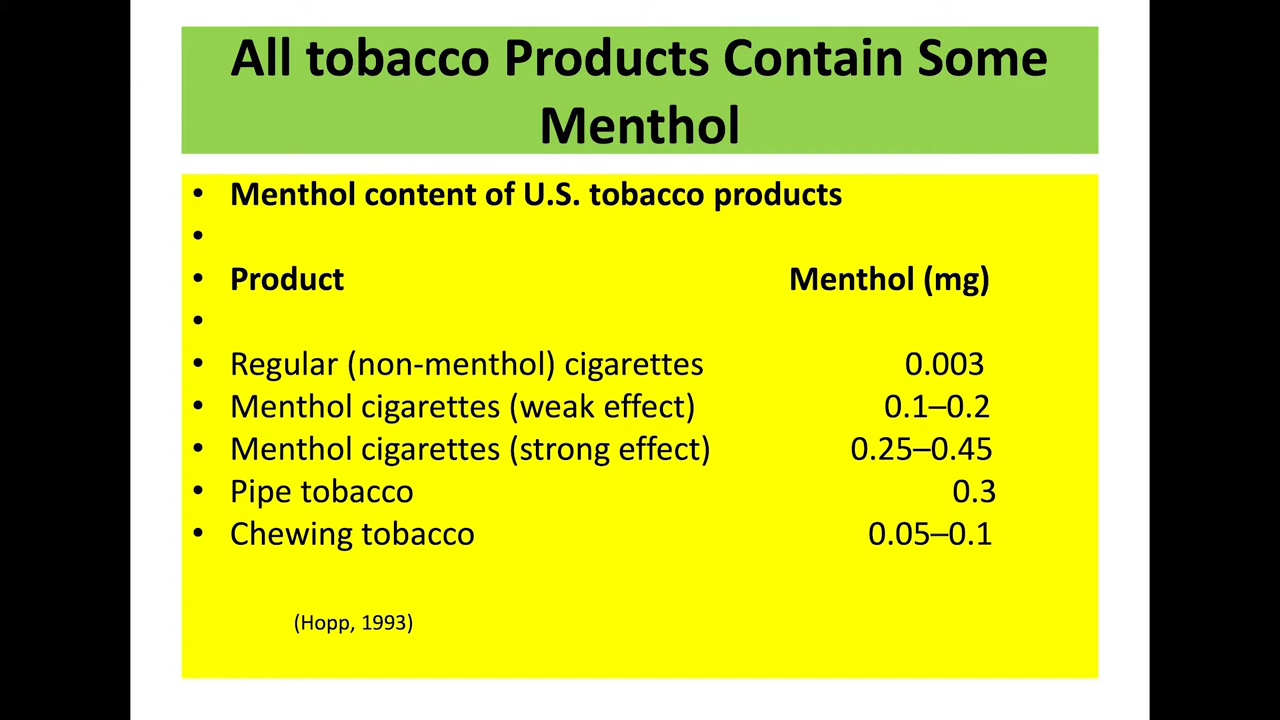 All tobacco Products Contain Some
Menthol
• Menthol content of U.S. tobacco products
•
• Product Menthol (mg)
•
• Regular (non-menthol) cigarettes 0.003
• Menthol cigarettes (weak effect) 0.1–0.2
• Menthol cigarettes (strong effect) 0.25–0.45
• Pipe tobacco 0.3
• Chewing tobacco 0.05–0.1
(Hopp, 1993)